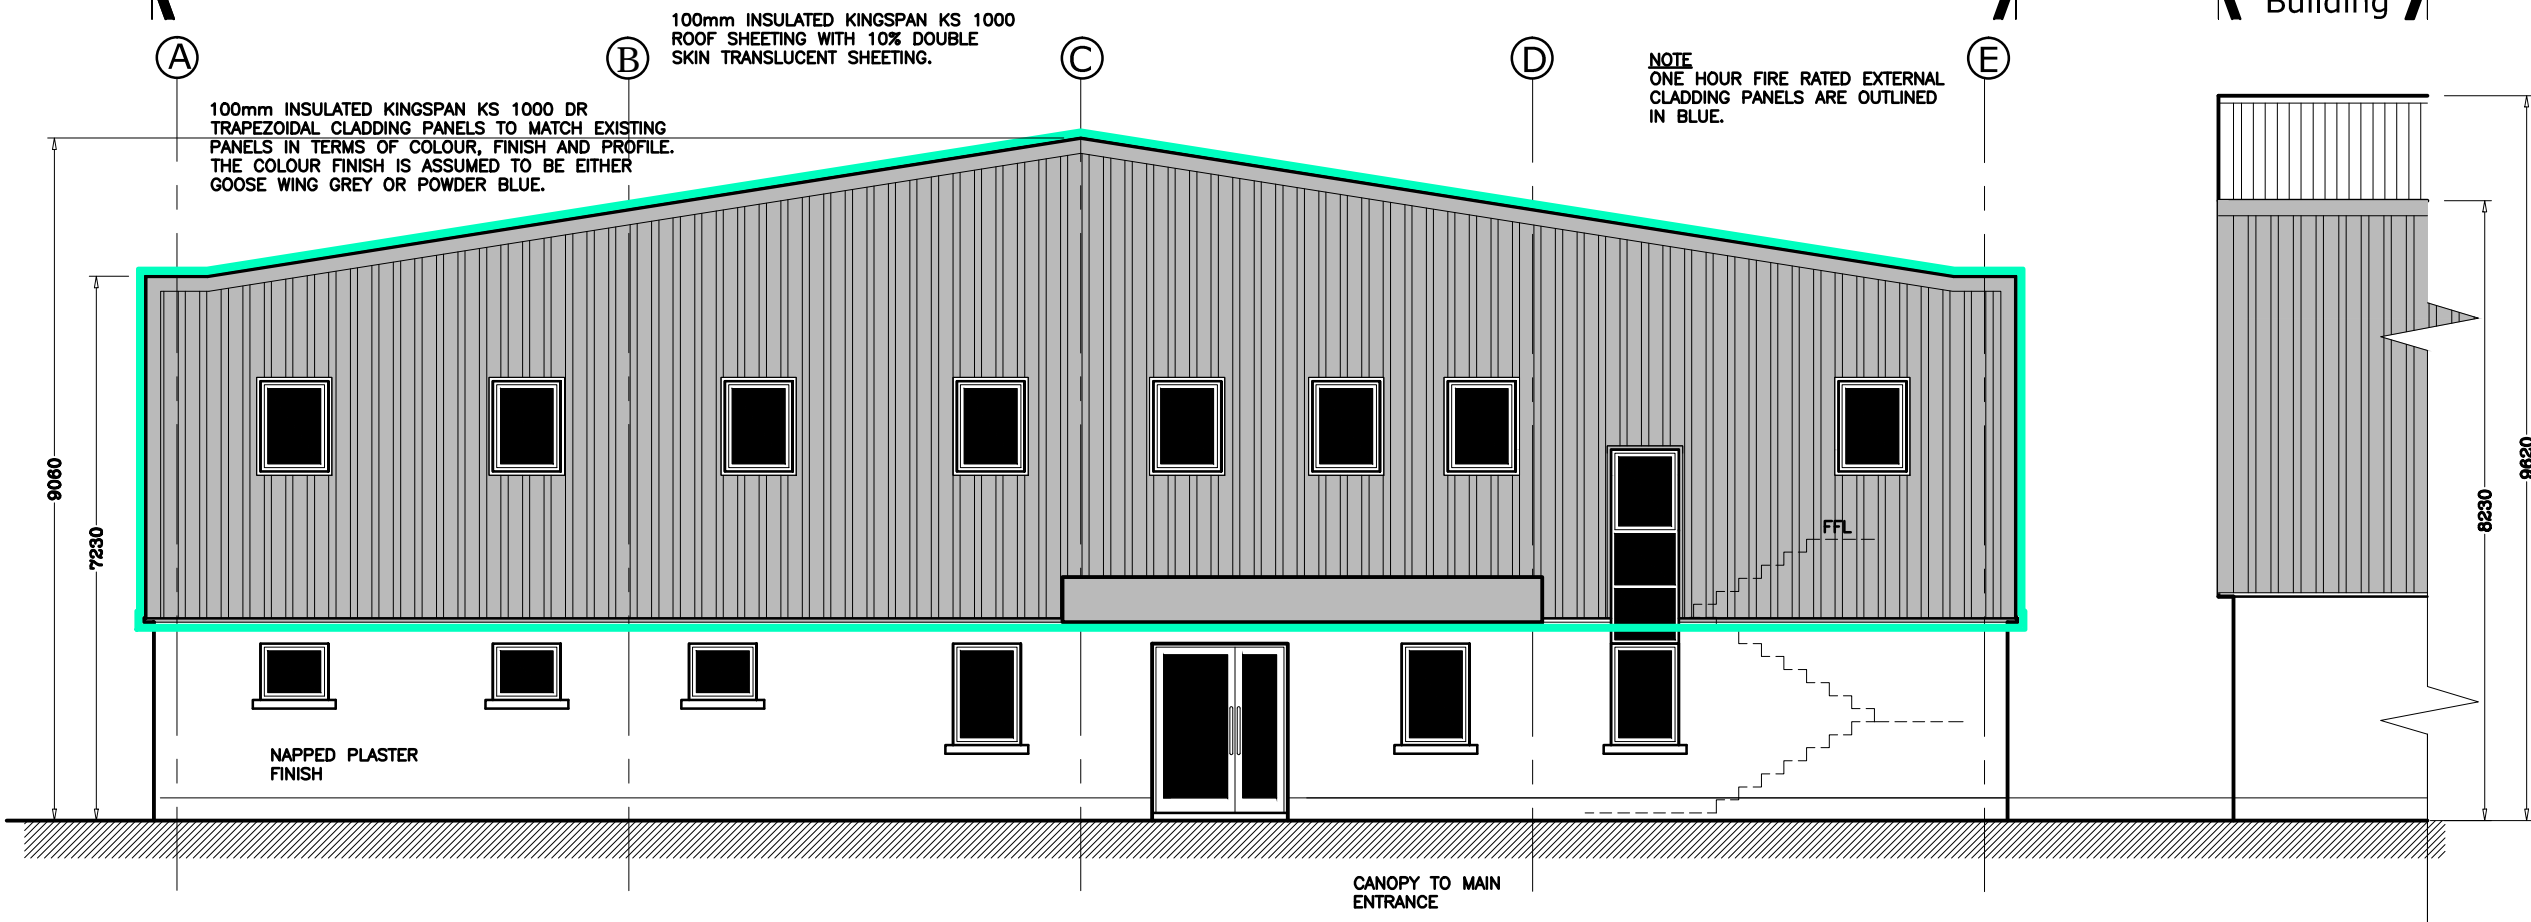 Building
100mm INSULATED KINGSPAN KS 1000
ROOF SHEETING WITH 10% DOUBLE
SKIN TRANSLUCENT SHEETING.
A
B
C
D
E
NOTE
ONE HOUR FIRE RATED EXTERNAL
CLADDING PANELS ARE OUTLINED
IN BLUE.
100mm INSULATED KINGSPAN KS 1000 DR
TRAPEZOIDAL CLADDING PANELS TO MATCH EXISTING
PANELS IN TERMS OF COLOUR, FINISH AND PROFILE.
THE COLOUR FINISH IS ASSUMED TO BE EITHER
GOOSE WING GREY OR POWDER BLUE.
9060
7230
FFL
8230
9620
NAPPED PLASTER
FINISH
CANOPY TO MAIN
ENTRANCE